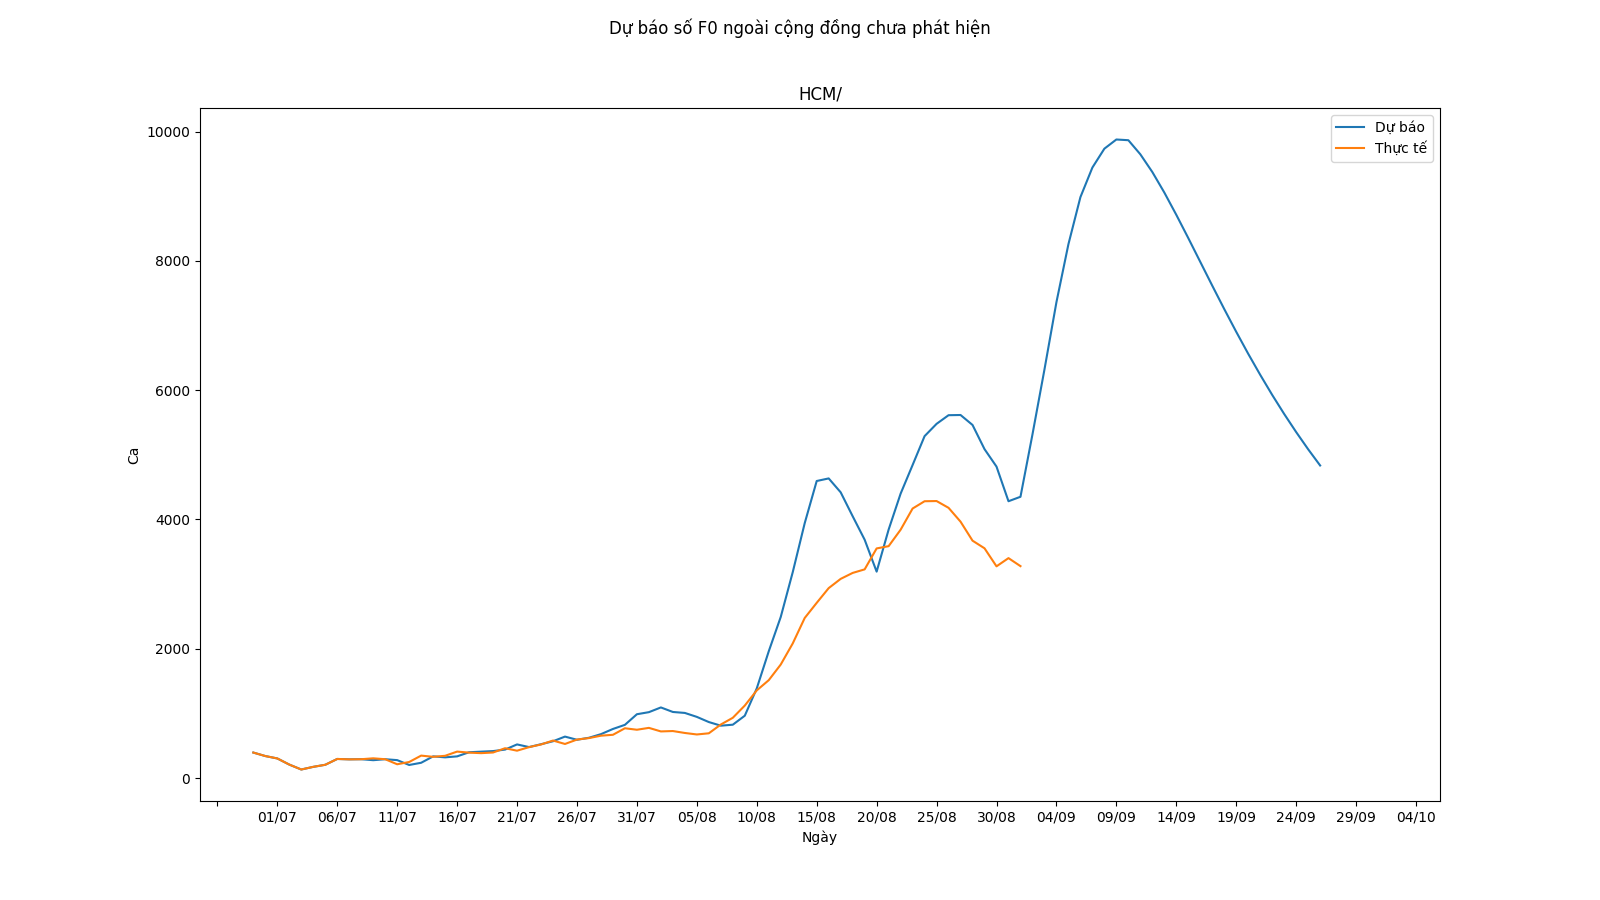 Dự báo số F0 ngoài cộng đồng chưa phát hiện
HCM/
Dự báo
Thực tế
10000
8000
6000
4000
2000
0
Ca
01/07 06/07 11/07 16/07 21/07 26/07 31/07 05/08 10/08 15/08 20/08 25/08 30/08 04/09 09/09 14/09 19/09 24/09 29/09 04/10
Ngày